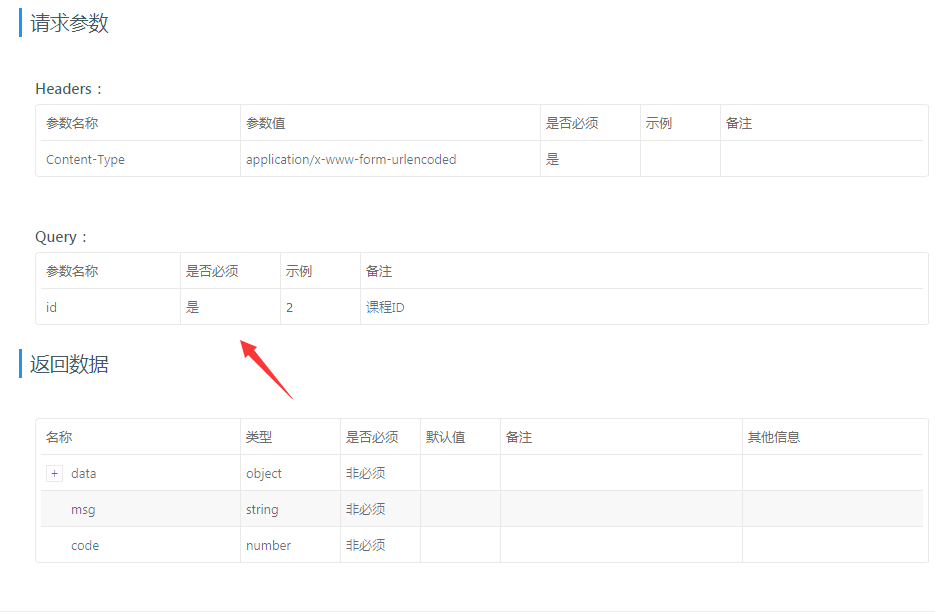 请求参数
Headers：
参数名称 参数值 是否必须 示例 备注
Content-Type application/x-www-form-urlencoded 是
Query：
参数名称 是否必须 示例 备注
id 是 2 课程ID
返回数据
名称 类型 是否必须 默认值 备注 其他信息
+ data object 非必须
msg string 非必须
code number 非必须